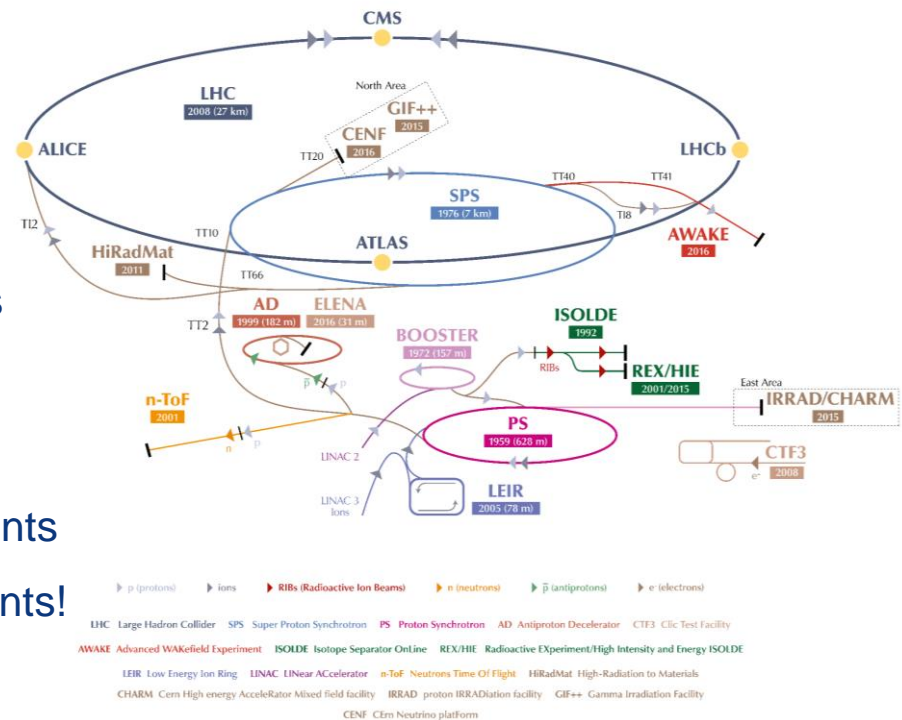 CMS
LHC
2008 (27 km)
North Area
GIF++
2015
CENF
2016
ALICE
LHCb
TT20
TT40
TT41
SPS
1976 (7 km)
TI8
TI2
TT10
ATLAS
AWAKE
2016
HiRadMat
2011
TT66
s
AD
1999 (182 m)
ELENA
2016 (31 m)
TT2
BOOSTER
1972 (157 m)
ISOLDE
1992
RIBs
REX/HIE
2001/2015
p̅
p
East Area
IRRAD/CHARM
2015
n-ToF
2001
PS
1959 (628 m)
n
p
LINAC 2
CTF3
2008
e⁻
LINAC 3
Ions
LEIR
2005 (78 m)
nts
nts!
p (protons) ions RIBs (Radioactive Ion Beams) n (neutrons) p̅ (antiprotons) e⁻ (electrons)
LHC Large Hadron Collider SPS Super Proton Synchrotron PS Proton Synchrotron AD Antiproton Decelerator CTF3 Clic Test Facility
AWAKE Advanced WAKefield Experiment ISOLDE Isotope Separator OnLine REX/HIE Radioactive EXperiment/High Intensity and Energy ISOLDE
LEIR Low Energy Ion Ring LINAC LINear ACcelerator n-ToF Neutrons Time Of Flight HiRadMat High-Radiation to Materials
CHARM Cern High energy AcceleRator Mixed field facility IRRAD proton IRRADiation facility GIF++ Gamma Irradiation Facility
CENF CErn Neutrino platForm